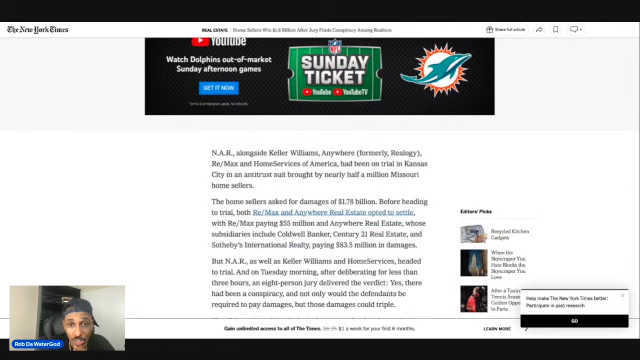 The New York Times
REAL ESTATE | Home Sellers Win $1.8 Billion After Jury Finds Conspiracy Among Realtors
Share full article
YouTube
WATCH DOLPHINS OUT-OF-MARKET
SUNDAY AFTERNOON GAMES
GET IT NOW
NFL
SUNDAY
TICKET
YouTube YouTubeTV
N.A.R., alongside Keller Williams, Anywhere (formerly, Realogy),
Re/Max and HomeServices of America, had been on trial in Kansas
City in an antitrust suit brought by nearly half a million Missouri
home sellers.
The home sellers asked for damages of $1.78 billion. Before heading
to trial, both Re/Max and Anywhere Real Estate opted to settle,
with Re/Max paying $55 million and Anywhere Real Estate, whose
subsidiaries include Coldwell Banker, Century 21 Real Estate, and
Sotheby's International Realty, paying $83.5 million in damages.
But N.A.R., as well as Keller Williams and HomeServices, headed to
trial. And on Tuesday morning, after deliberating for less than
three hours, an eight-person jury delivered the verdict: Yes, there
had been a conspiracy, and not only would the defendants be
required to pay damages, but those damages could triple.
Editors' Picks
Recycled Kitchen
Gadgets
When the
Skyscraper You
Hate Blocks the
Skyscraper You
Love
After a
Tennis Seaso
Golden Oppor
in Paris
Help make The New York Times better:
Participate in paid research
GO
Gain unlimited access to all of The Times. $6.25 $1 a week for your first 6 months.
LEARN MORE
Rob Da WaterGod